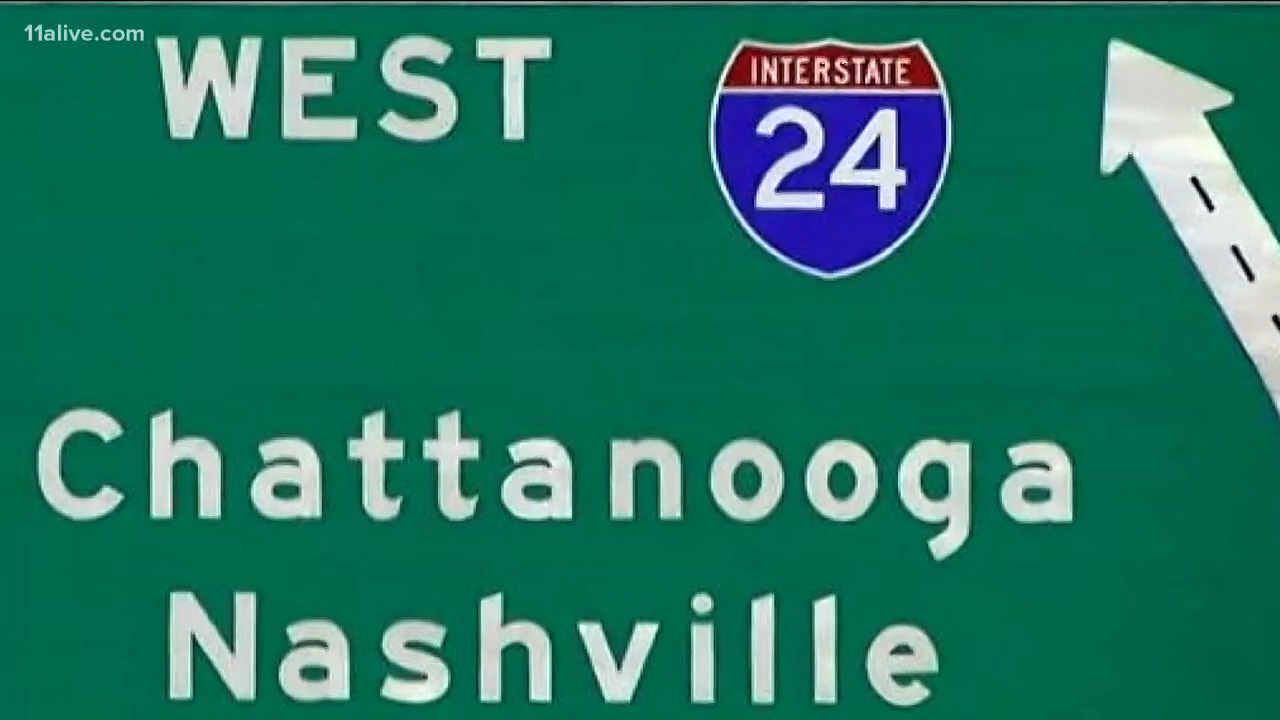 11alive.com
WEST
INTERSTATE
24
Chattanooga
Nashville